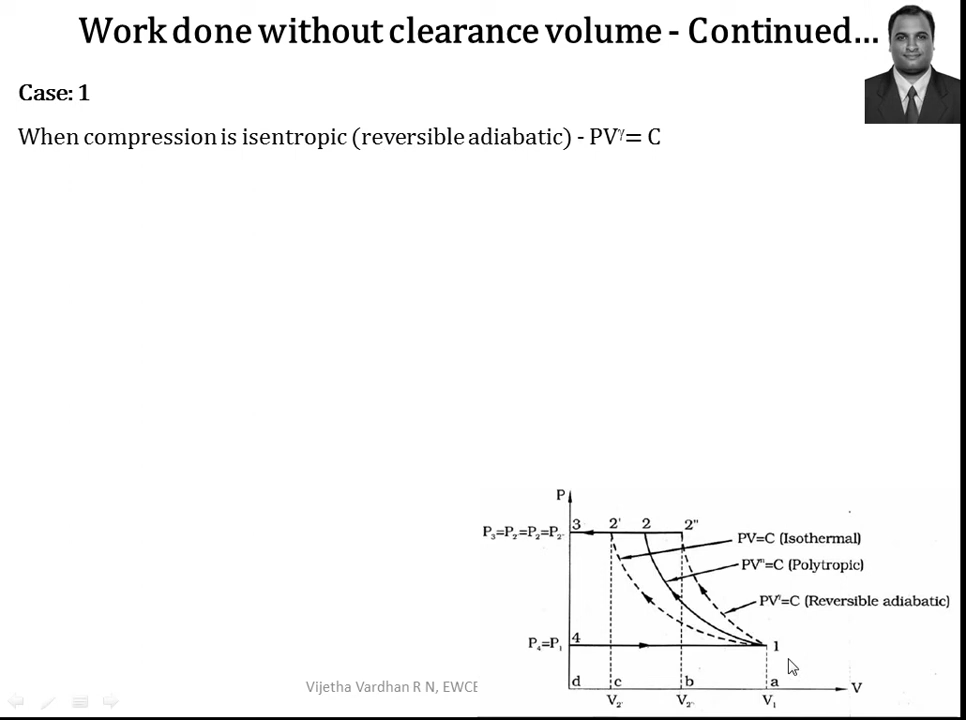 Work done without clearance volume - Continued...
Case: 1
When compression is isentropic (reversible adiabatic) - PVᵞ= C
P
3 2' 2 2"
P₃=P₂=P₂=P₂
PV=C (Isothermal)
PVⁿ=C (Polytropic)
PVᵞ=C (Reversible adiabatic)
P₄=P₁ 4 1
d c b a V
V₂' V₂" V₁
Vijetha Vardhan R N, EWCE